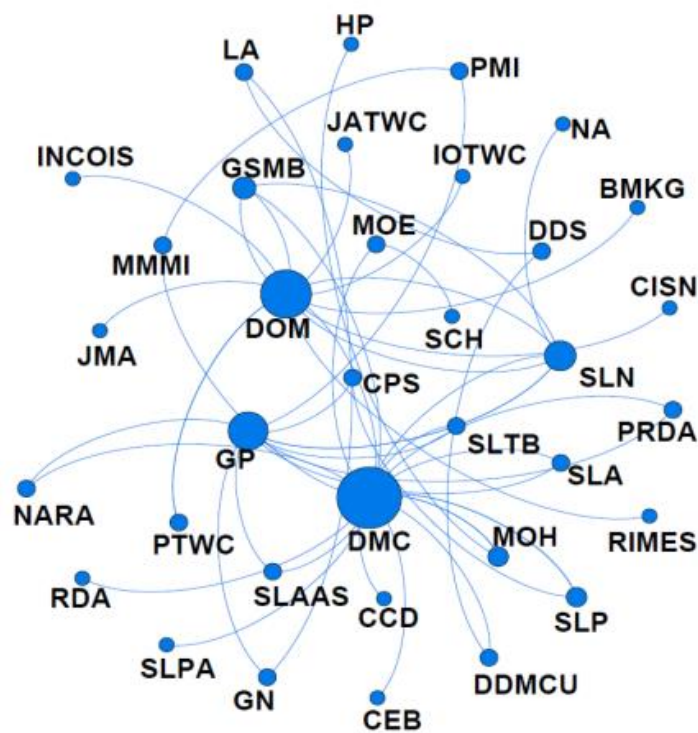 HP
LA
PMI
JATWC
NA
INCOIS
GSMB
IOTWC
BMKG
MOE
DDS
MMMI
CISN
DOM
SCH
JMA
SLN
CPS
PRDA
GP
SLTB
SLA
NARA
PTWC
DMC
MOH
RIMES
RDA
SLAAS
CCD
SLP
SLPA
DDMCU
GN
CEB